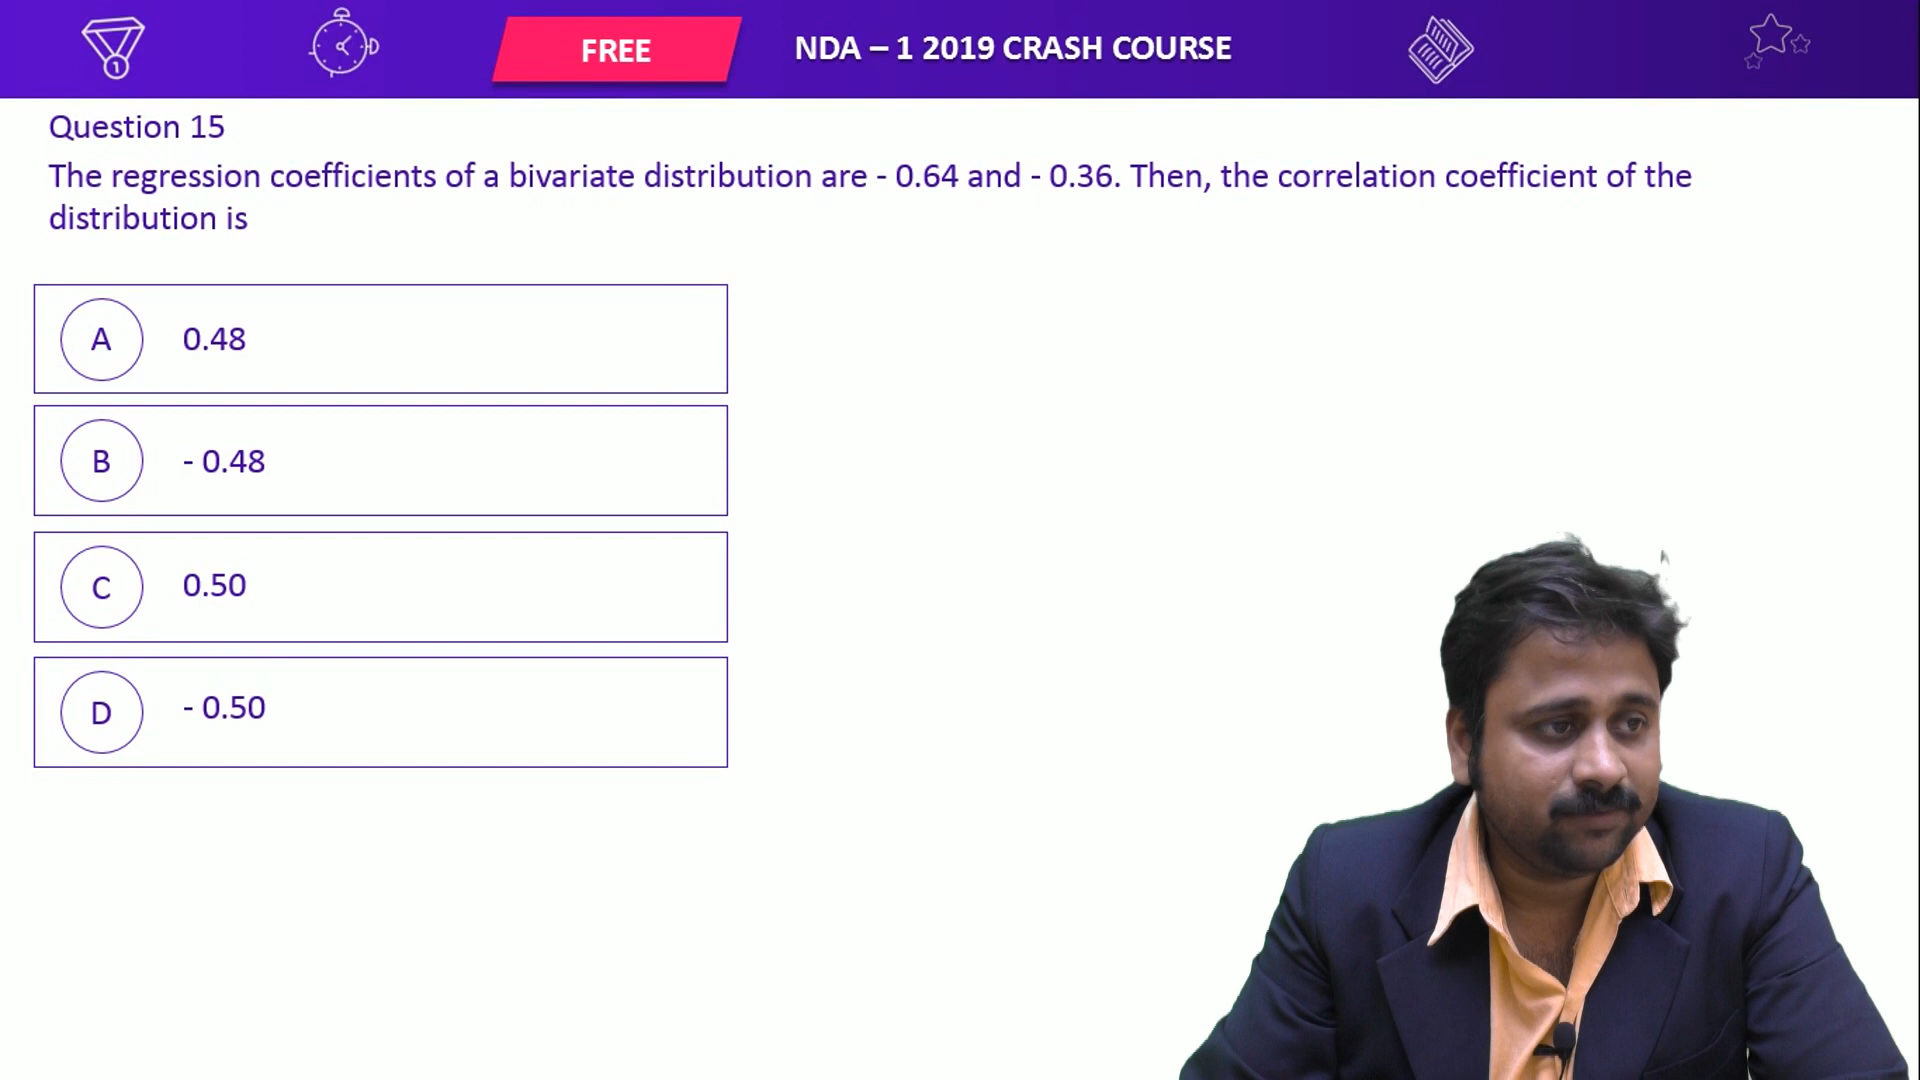 FREE
NDA – 1 2019 CRASH COURSE
Question 15
The regression coefficients of a bivariate distribution are - 0.64 and - 0.36. Then, the correlation coefficient of the
distribution is
A 0.48
B - 0.48
C 0.50
D - 0.50
1